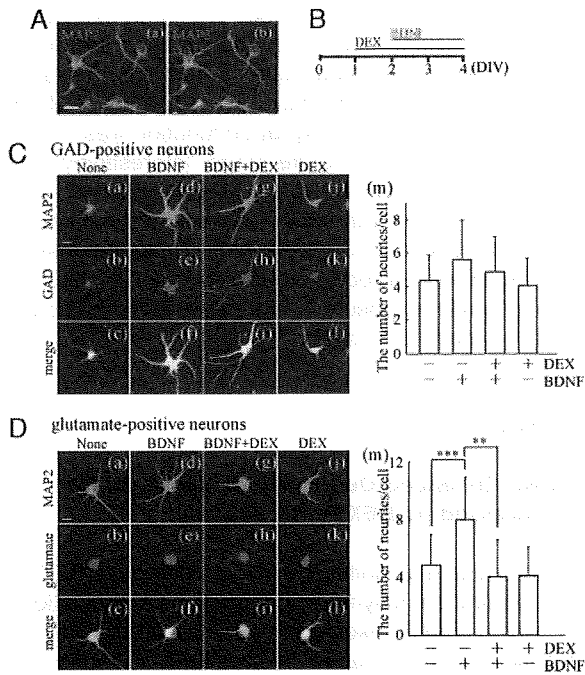 A
MAP2
(a)
(b)
B
DEX
BDNF
0 1 2 3 4 (DIV)
C
GAD-positive neurons
None BDNF BDNF+DEX DEX
MAP2
(a) (d) (g) (j)
GAD
(b) (e) (h) (k)
merge
(c) (f) (i) (l)
(m)
The number of neurites/cell
8
6
4
2
0
- - + + DEX
- + + - BDNF
D
glutamate-positive neurons
None BDNF BDNF+DEX DEX
MAP2
(a) (d) (g) (j)
glutamate
(b) (e) (h) (k)
merge
(c) (f) (i) (l)
(m)
The number of neurites/cell
*** **
12
8
4
0
- - + + DEX
- + + - BDNF